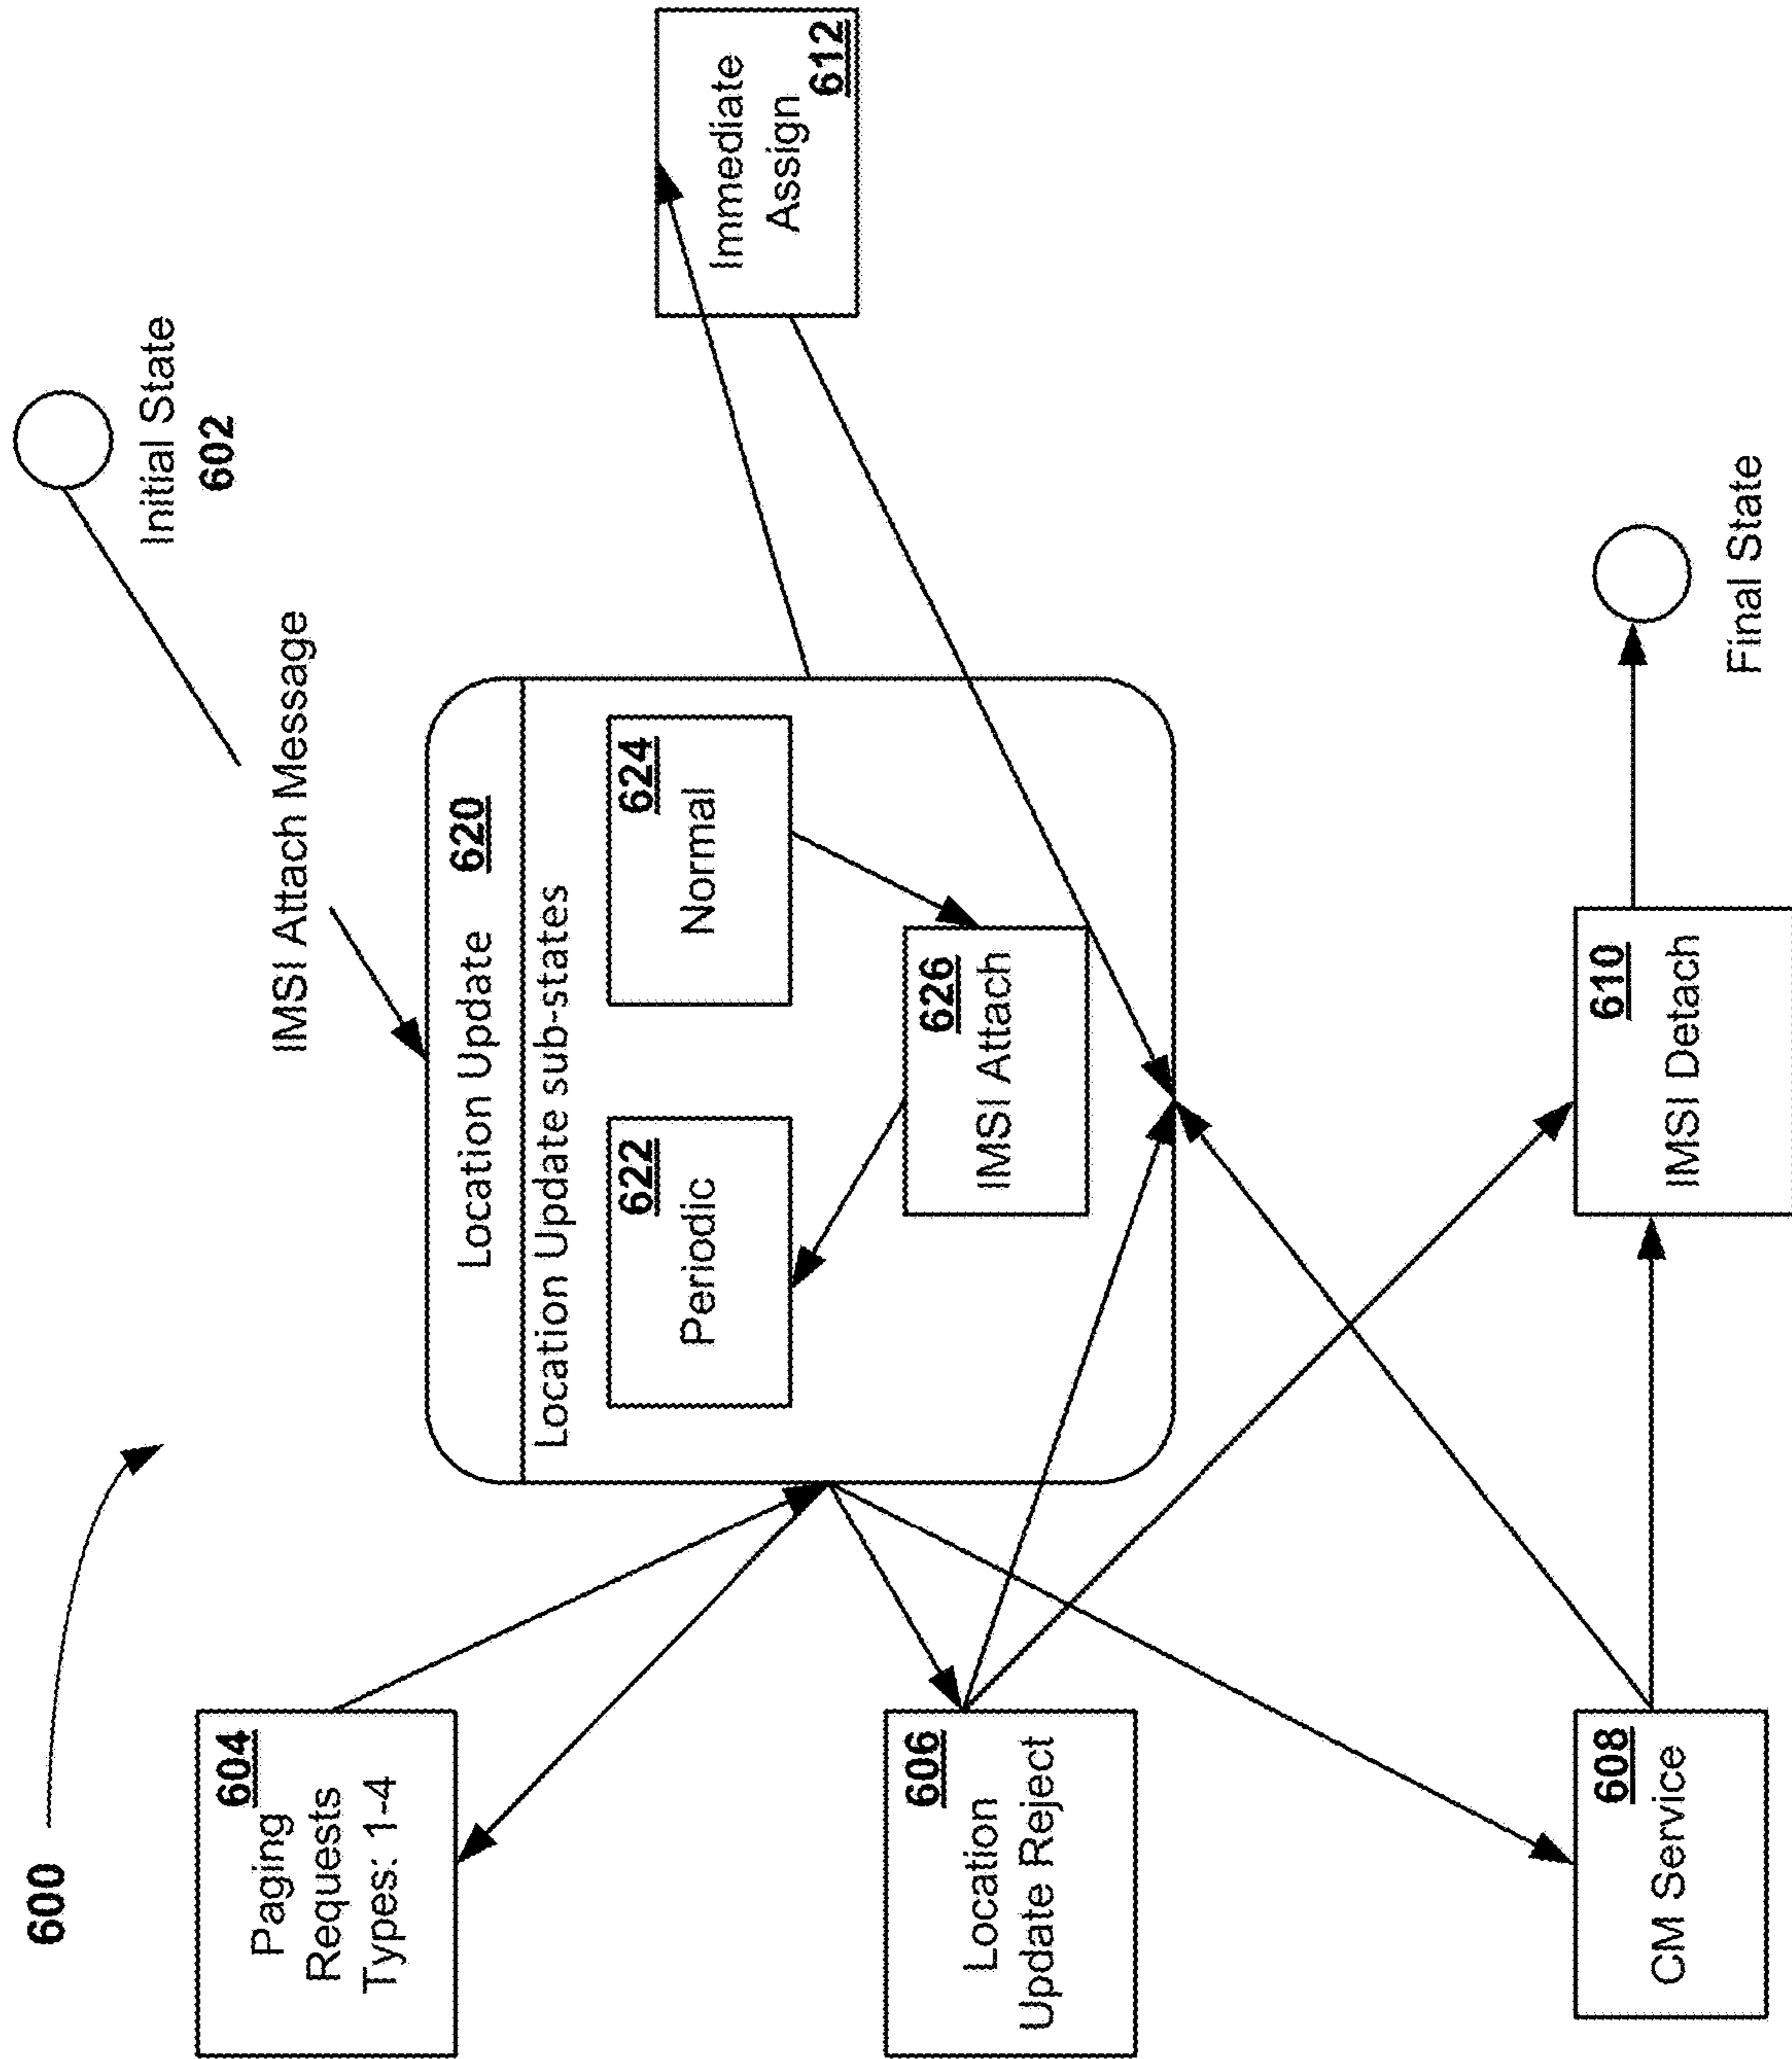 600
Initial State
602
IMSI Attach Message
604
Paging
Requests
Types: 1-4
Location Update 620
Location Update sub-states
622
Periodic
624
Normal
626
IMSI Attach
Immediate
Assign
612
606
Location
Update Reject
608
CM Service
610
IMSI Detach
Final State